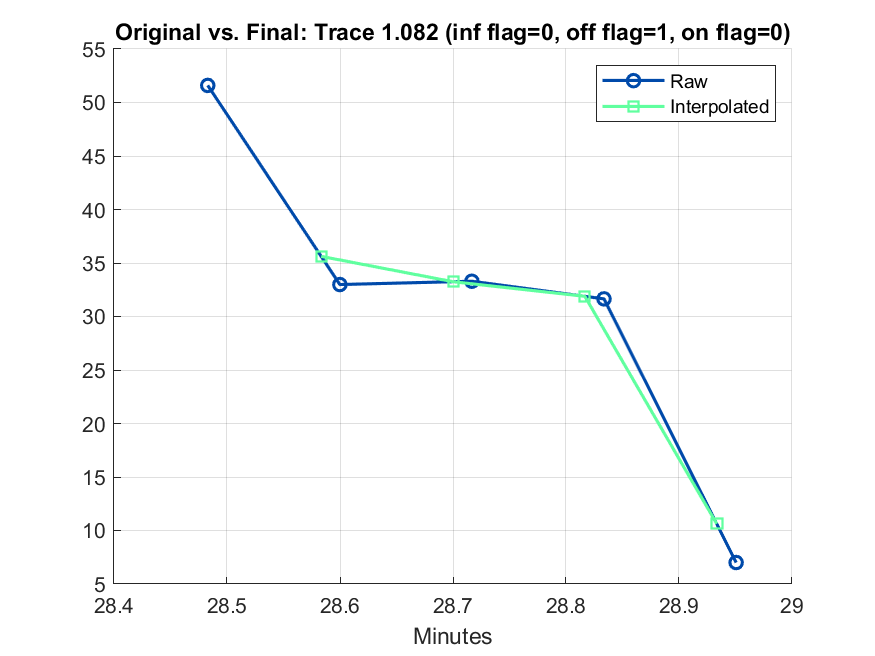 Original vs. Final: Trace 1.082 (inf flag=0, off flag=1, on flag=0)
Raw
Interpolated
55
50
45
40
35
30
25
20
15
10
5
28.4 28.5 28.6 28.7 28.8 28.9 29
Minutes